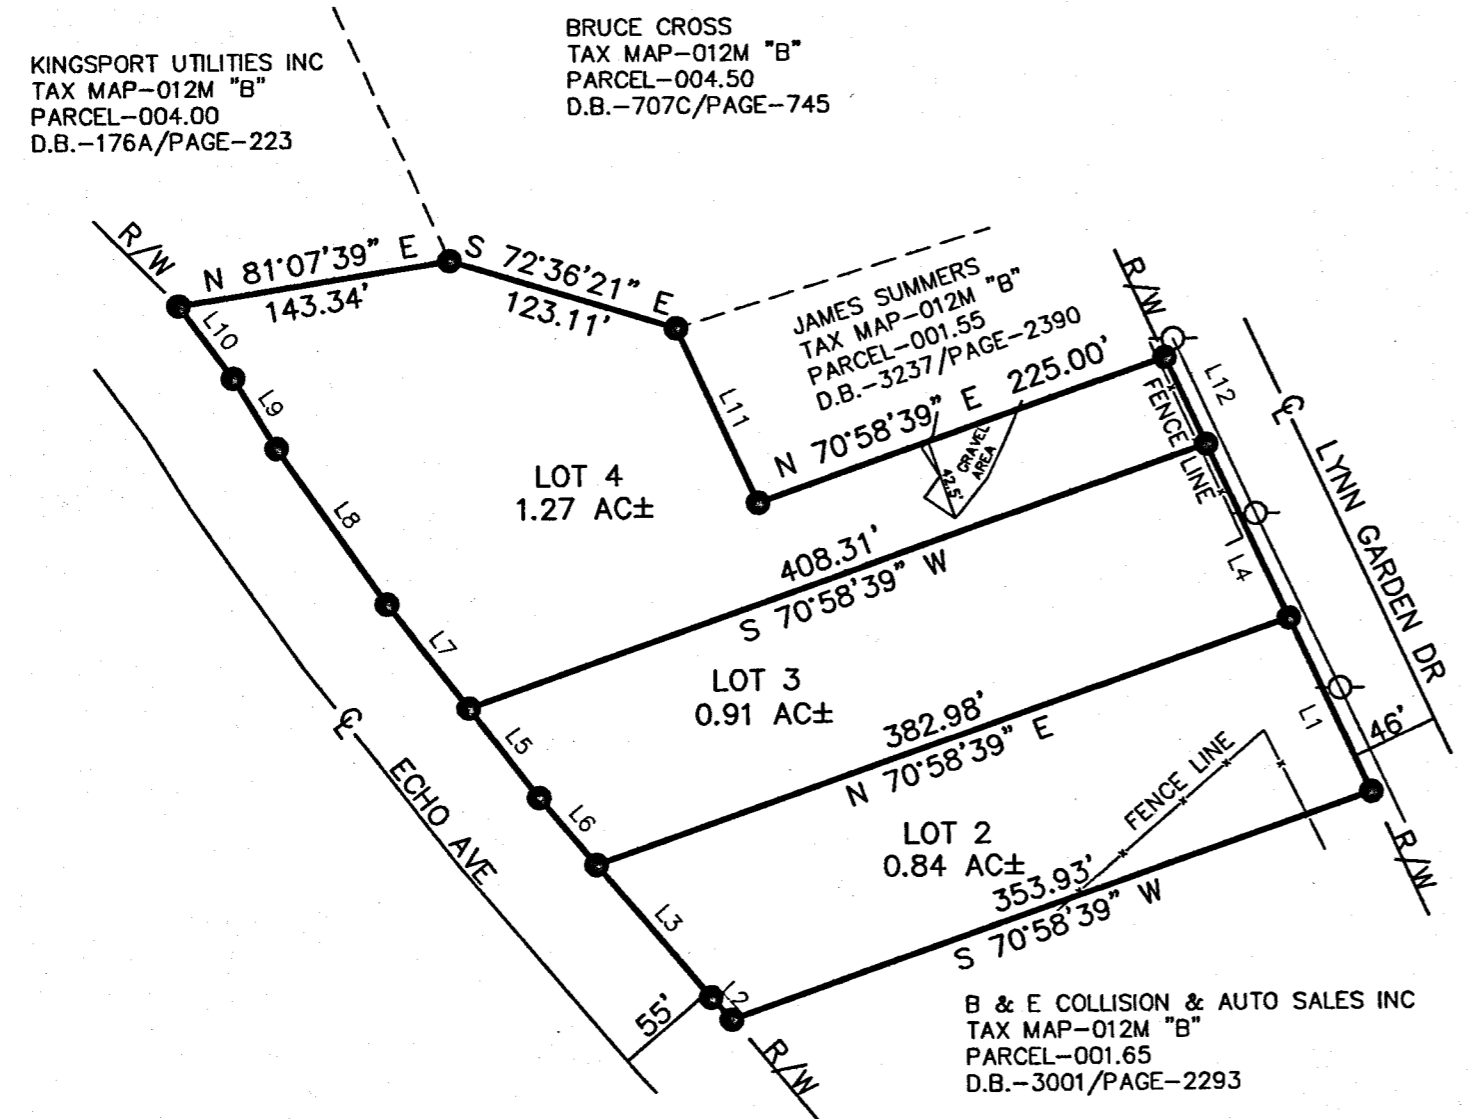 KINGSPORT UTILITIES INC
TAX MAP-012M "B"
PARCEL-004.00
D.B.-176A/PAGE-223
BRUCE CROSS
TAX MAP-012M "B"
PARCEL-004.50
D.B.-707C/PAGE-745
R/W
N 81°07'39" E
143.34'
S 72°36'21" E
123.11'
JAMES SUMMERS
TAX MAP-012M "B"
PARCEL-001.55
D.B.-3237/PAGE-2390
N 70°58'39" E 225.00'
R/W
L12
FENCE LINE
GRAVEL
AREA
42.5'
℄ LYNN GARDEN DR
L10
L9
L8
L7
L11
LOT 4
1.27 AC±
408.31'
S 70°58'39" W
L4
LOT 3
0.91 AC±
382.98'
N 70°58'39" E
L5
L6
L1
46'
FENCE LINE
LOT 2
0.84 AC±
353.93'
S 70°58'39" W
R/W
℄ ECHO AVE
L3
L2
55'
R/W
B & E COLLISION & AUTO SALES INC
TAX MAP-012M "B"
PARCEL-001.65
D.B.-3001/PAGE-2293